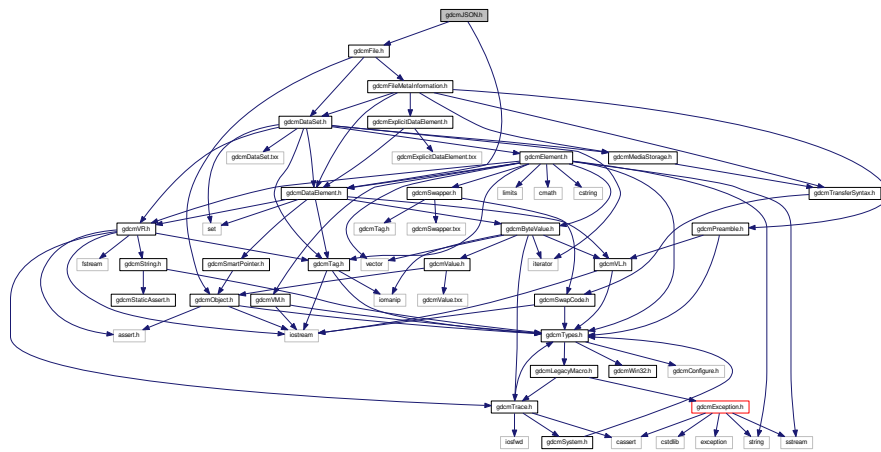 gdcmJSON.h
gdcmFile.h
gdcmFileMetaInformation.h
gdcmDataSet.h
gdcmExplicitDataElement.h
gdcmDataSet.txx
gdcmExplicitDataElement.txx
gdcmElement.h
gdcmMediaStorage.h
gdcmDataElement.h
gdcmSwapper.h
limits
cmath
cstring
gdcmTransferSyntax.h
gdcmVR.h
set
gdcmTag.h
gdcmSwapper.txx
gdcmByteValue.h
gdcmPreamble.h
fstream
gdcmString.h
gdcmSmartPointer.h
gdcmTag.h
vector
gdcmValue.h
iterator
gdcmVL.h
gdcmStaticAssert.h
gdcmObject.h
gdcmVM.h
iomanip
gdcmValue.txx
gdcmSwapCode.h
assert.h
iostream
gdcmTypes.h
gdcmLegacyMacro.h
gdcmWin32.h
gdcmConfigure.h
gdcmTrace.h
gdcmException.h
iosfwd
gdcmSystem.h
cassert
cstdlib
exception
string
sstream